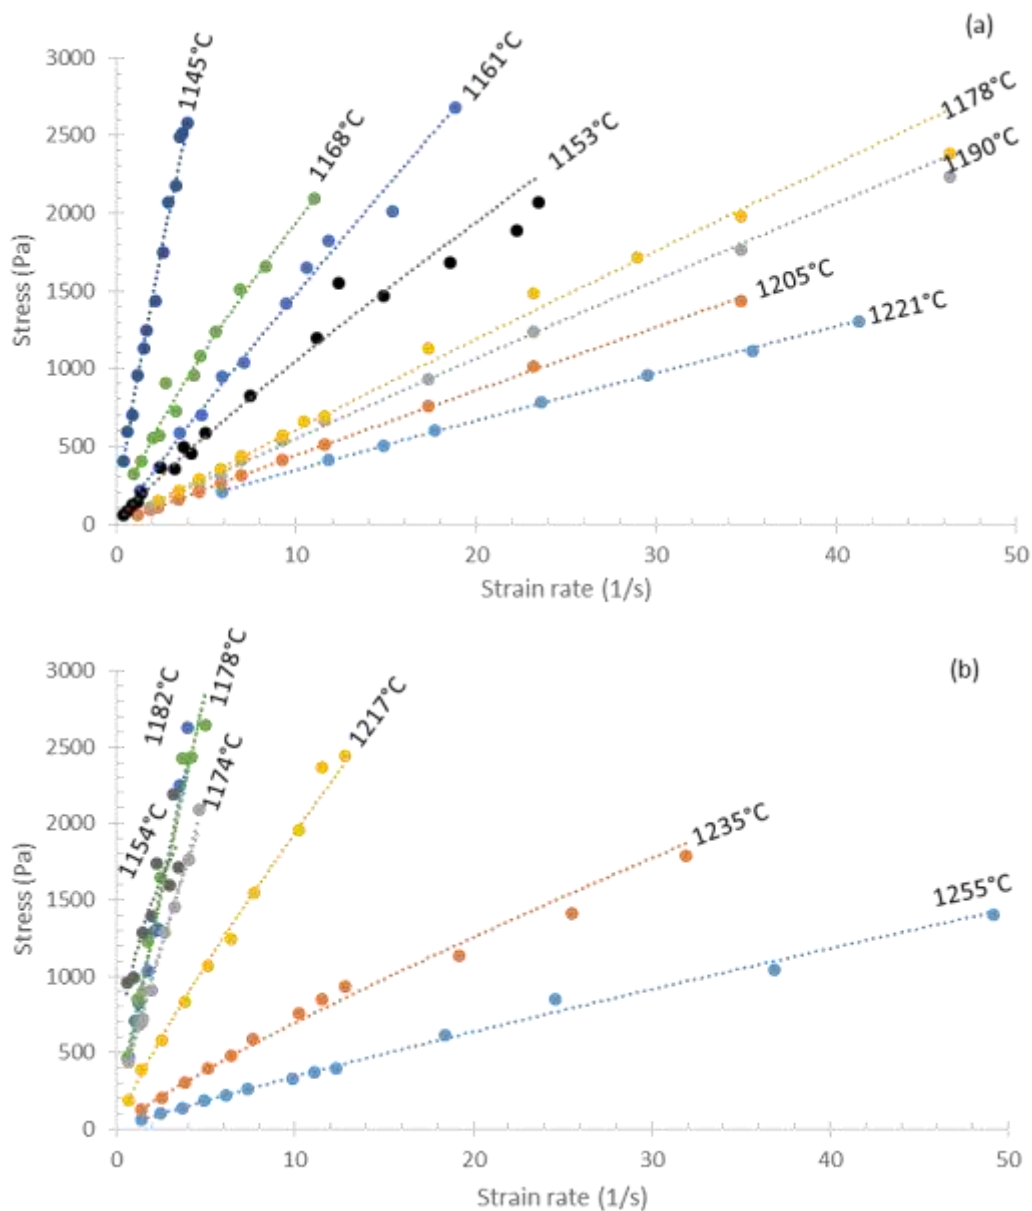 (a)
3000
2500
2000
1500
1000
500
0
Stress (Pa)
1145°C
1168°C
1161°C
1153°C
1178°C
1190°C
1205°C
1221°C
0 10 20 30 40 50
Strain rate (1/s)
(b)
3000
2500
2000
1500
1000
500
0
Stress (Pa)
1154°C
1182°C
1178°C
1174°C
1217°C
1235°C
1255°C
0 10 20 30 40 50
Strain rate (1/s)